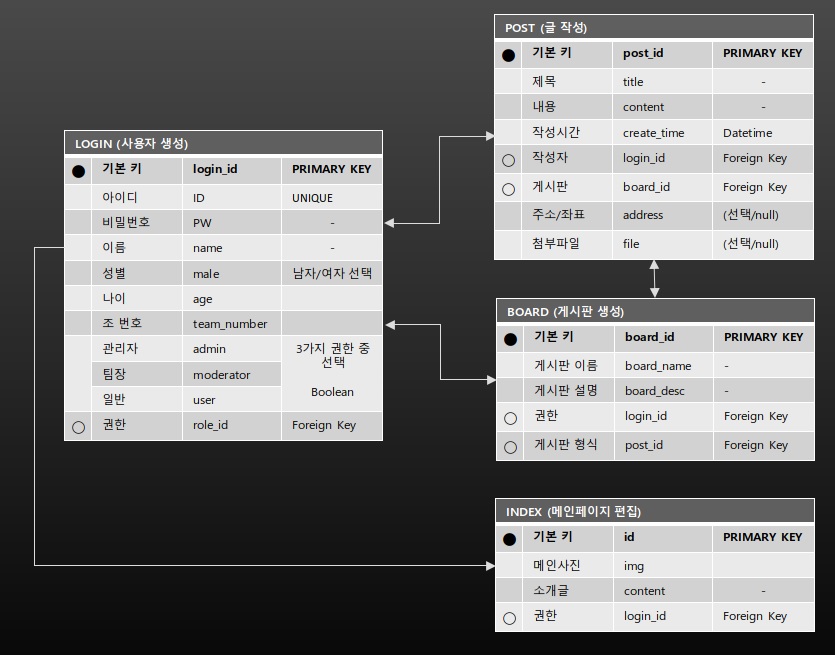 POST (글 작성)
기본 키 post_id PRIMARY KEY
제목 title -
내용 content -
작성시간 create_time Datetime
작성자 login_id Foreign Key
게시판 board_id Foreign Key
주소/좌표 address (선택/null)
첨부파일 file (선택/null)
LOGIN (사용자 생성)
기본 키 login_id PRIMARY KEY
아이디 ID UNIQUE
비밀번호 PW -
이름 name -
성별 male 남자/여자 선택
나이 age
조 번호 team_number
관리자 admin 3가지 권한 중
선택
팀장 moderator
Boolean
일반 user
권한 role_id Foreign Key
BOARD (게시판 생성)
기본 키 board_id PRIMARY KEY
게시판 이름 board_name -
게시판 설명 board_desc -
권한 login_id Foreign Key
게시판 형식 post_id Foreign Key
INDEX (메인페이지 편집)
기본 키 id PRIMARY KEY
메인사진 img
소개글 content -
권한 login_id Foreign Key